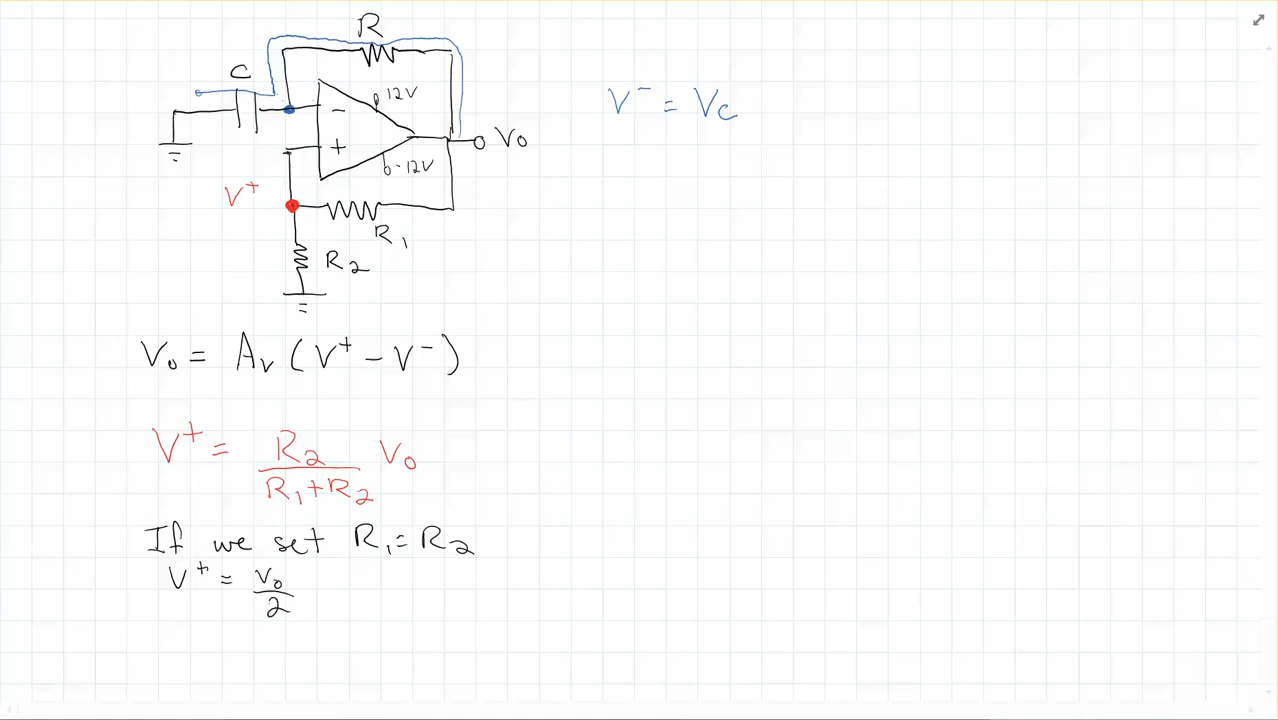 R
C
12V
V⁻ = Vc
-
+
Vo
-12V
V⁺
R₁
R₂
Vo = Av (V⁺ - V⁻)
V⁺ = R₂ / (R₁+R₂) Vo
If we set R₁ = R₂
V⁺ = Vo / 2